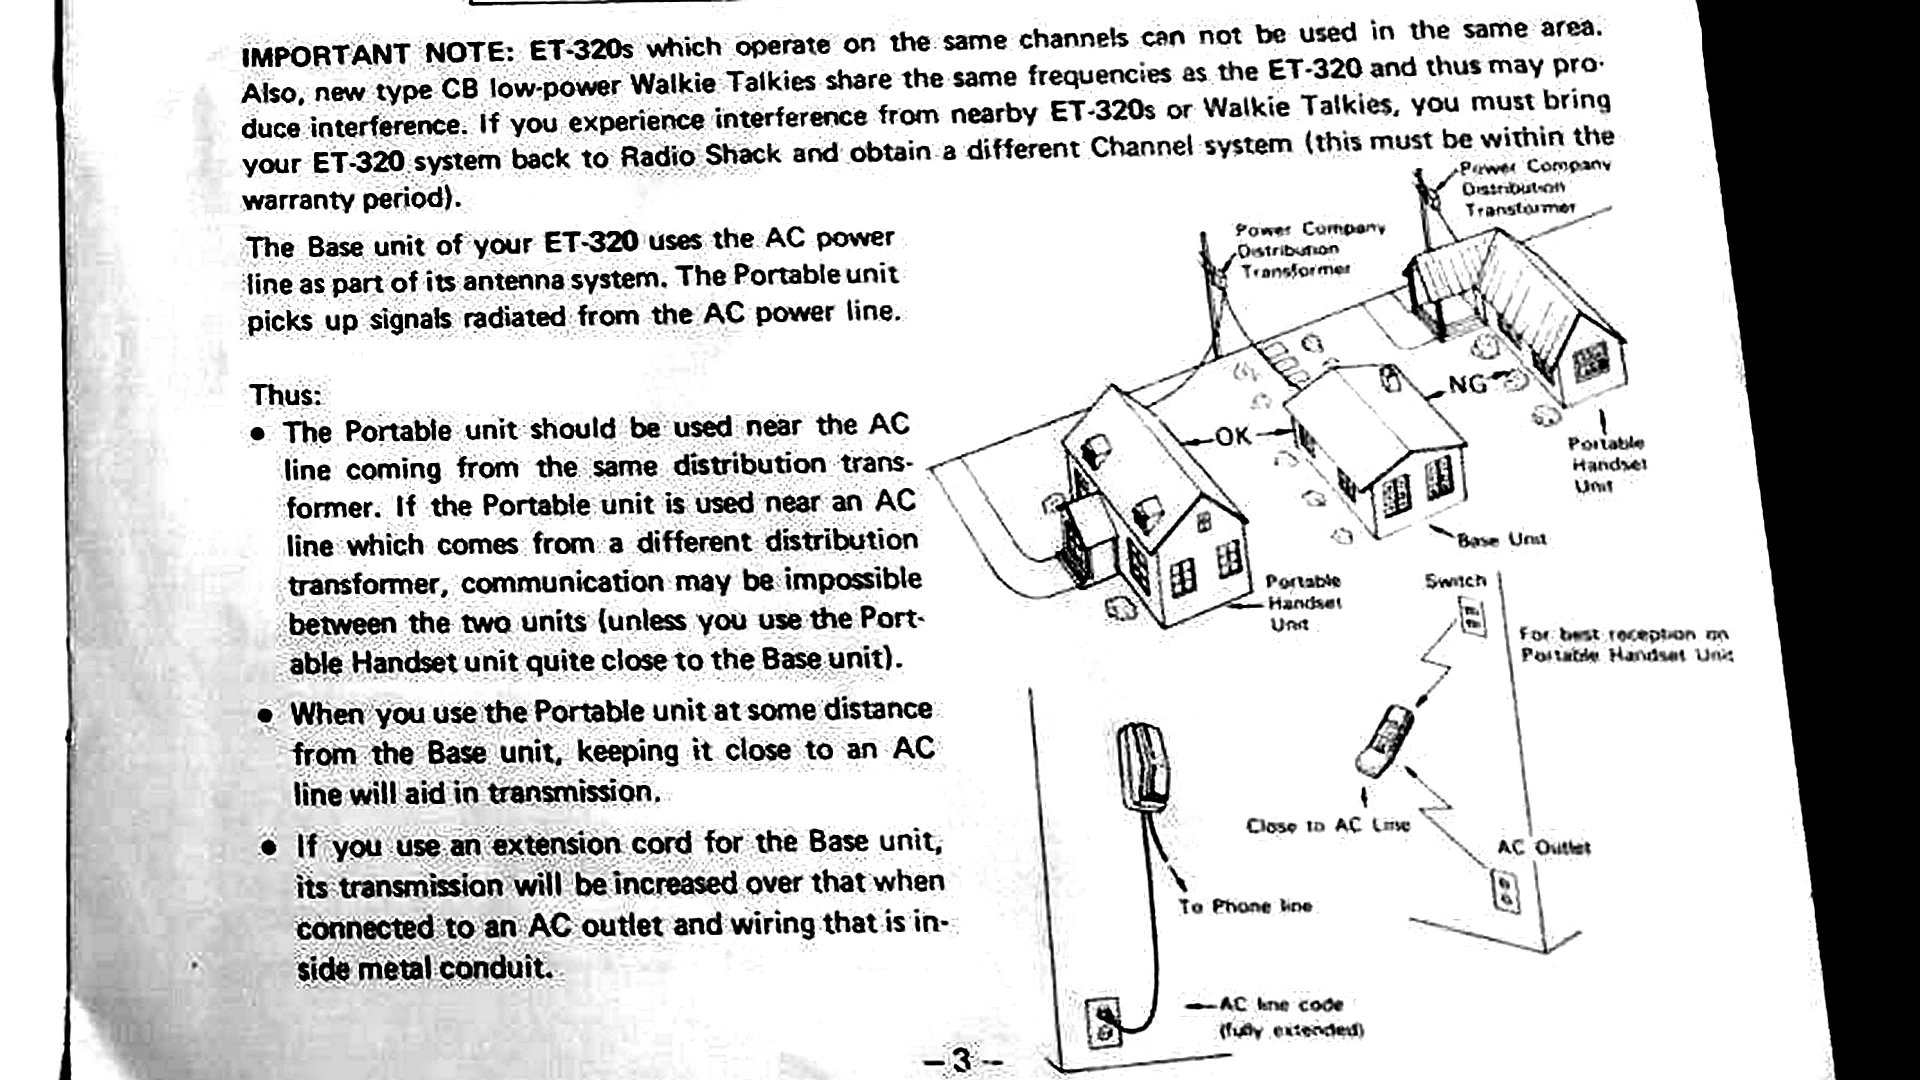 IMPORTANT NOTE: ET-320s which operate on the same channels can not be used in the same area.
Also, new type CB low-power Walkie Talkies share the same frequencies as the ET-320 and thus may pro-
duce interference. If you experience interference from nearby ET-320s or Walkie Talkies, you must bring
your ET-320 system back to Radio Shack and obtain a different Channel system (this must be within the
warranty period).
The Base unit of your ET-320 uses the AC power
line as part of its antenna system. The Portable unit
picks up signals radiated from the AC power line.
Thus:
• The Portable unit should be used near the AC
line coming from the same distribution trans-
former. If the Portable unit is used near an AC
line which comes from a different distribution
transformer, communication may be impossible
between the two units (unless you use the Port-
able Handset unit quite close to the Base unit).
• When you use the Portable unit at some distance
from the Base unit, keeping it close to an AC
line will aid in transmission.
• If you use an extension cord for the Base unit,
its transmission will be increased over that when
connected to an AC outlet and wiring that is in-
side metal conduit.
Power Company
Distribution
Transformer
Power Company
Distribution
Transformer
NG
OK
Portable
Handset
Unit
Base Unit
Portable
Handset
Unit
Switch
For best reception on
Portable Handset Unit
Close to AC Line
AC Outlet
To Phone line
AC line code
(fully extended)
-3-